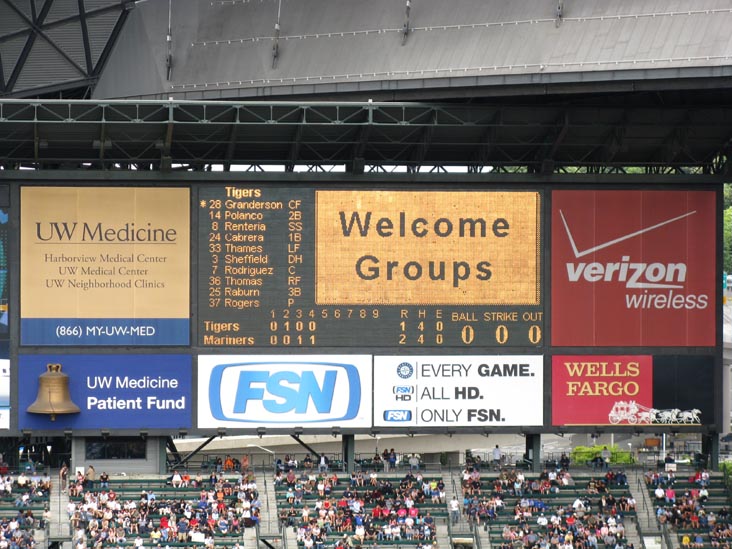 UW Medicine
Harborview Medical Center
UW Medical Center
UW Neighborhood Clinics
(866) MY-UW-MED
Tigers
* 28 Granderson CF
14 Polanco 2B
8 Renteria SS
24 Cabrera 1B
33 Thames LF
3 Sheffield DH
7 Rodriguez C
36 Thomas RF
25 Raburn 3B
37 Rogers P
Welcome
Groups
1 2 3 4 5 6 7 8 9 R H E BALL STRIKE OUT
Tigers 0 1 0 0 1 4 0 0 0 0
Mariners 0 0 1 1 2 4 0
verizon
wireless
UW Medicine
Patient Fund
FSN
EVERY GAME.
FSN HD ALL HD.
FSN ONLY FSN.
WELLS
FARGO